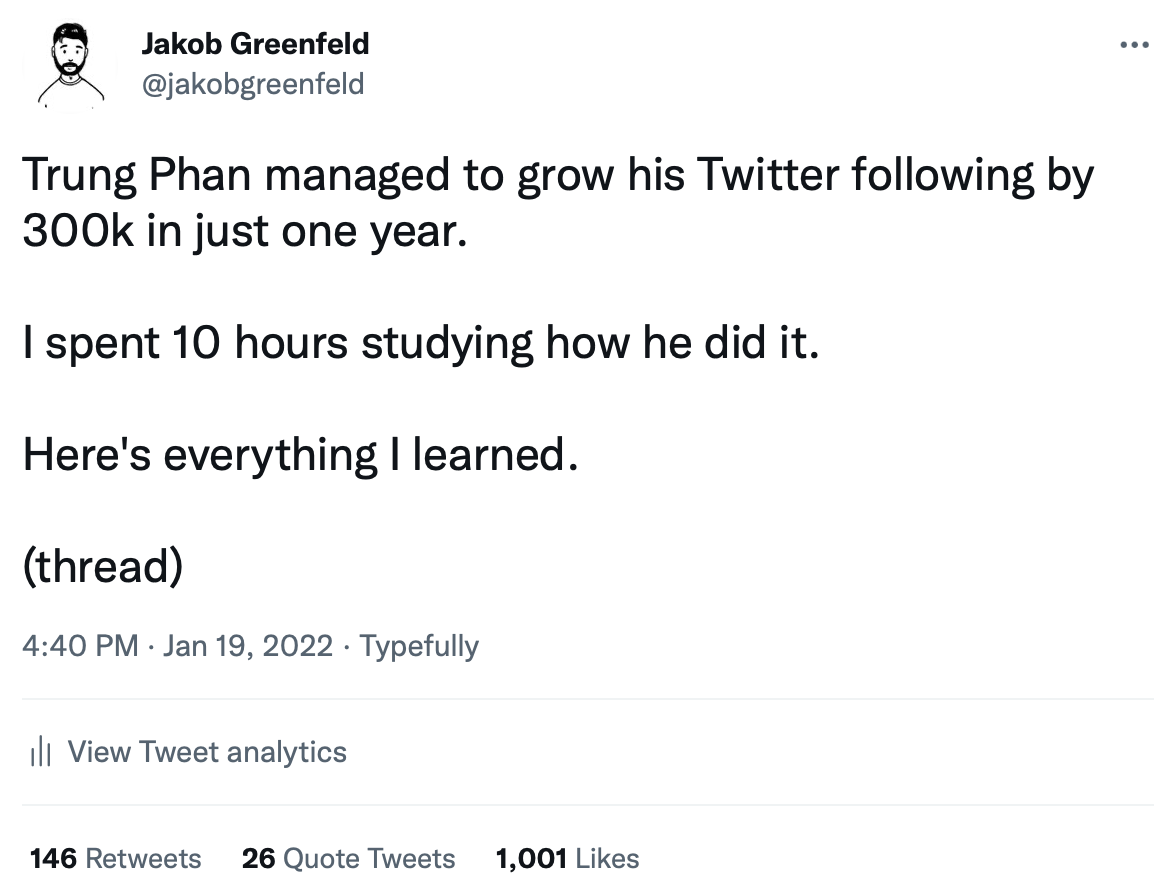 Jakob Greenfeld
@jakobgreenfeld
Trung Phan managed to grow his Twitter following by
300k in just one year.
I spent 10 hours studying how he did it.
Here's everything I learned.
(thread)
4:40 PM · Jan 19, 2022 · Typefully
View Tweet analytics
146 Retweets 26 Quote Tweets 1,001 Likes